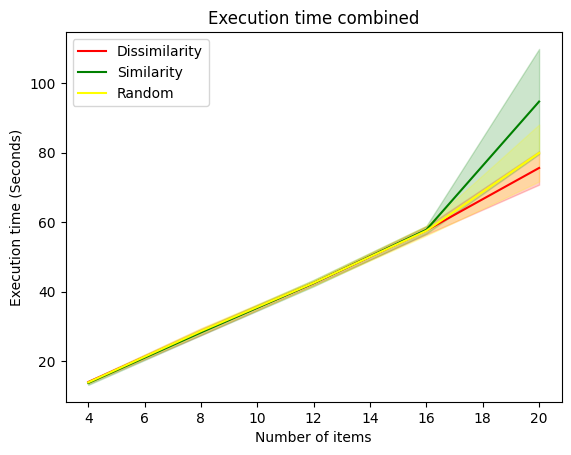 Execution time combined
Dissimilarity
Similarity
Random
Execution time (Seconds)
100
80
60
40
20
4 6 8 10 12 14 16 18 20
Number of items